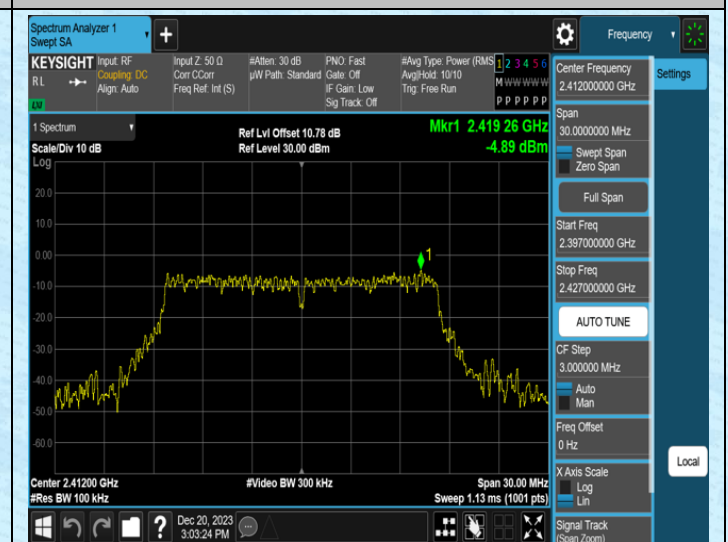 Spectrum Analyzer 1
Swept SA
+
Frequency
KEYSIGHT
RL
LW
Input: RF
Coupling: DC
Align: Auto
Input Z: 50 Ω
Corr CCorr
Freq Ref: Int (S)
#Atten: 30 dB
µW Path: Standard
PNO: Fast
Gate: Off
IF Gain: Low
Sig Track: Off
#Avg Type: Power (RMS
Avg|Hold: 10/10
Trig: Free Run
1 2 3 4 5 6
M W W W W W
P P P P P P
1 Spectrum
Scale/Div 10 dB
Log
Ref Lvl Offset 10.78 dB
Ref Level 30.00 dBm
Mkr1 2.419 26 GHz
-4.89 dBm
20.0
10.0
0.00
-10.0
-20.0
-30.0
-40.0
-50.0
-60.0
1
Center 2.41200 GHz
#Res BW 100 kHz
#Video BW 300 kHz
Span 30.00 MHz
Sweep 1.13 ms (1001 pts)
Center Frequency
2.412000000 GHz
Settings
Span
30.0000000 MHz
Swept Span
Zero Span
Full Span
Start Freq
2.397000000 GHz
Stop Freq
2.427000000 GHz
AUTO TUNE
CF Step
3.000000 MHz
Auto
Man
Freq Offset
0 Hz
X Axis Scale
Log
Lin
Local
Signal Track
(Span Zoom)
?
Dec 20, 2023
3:03:24 PM